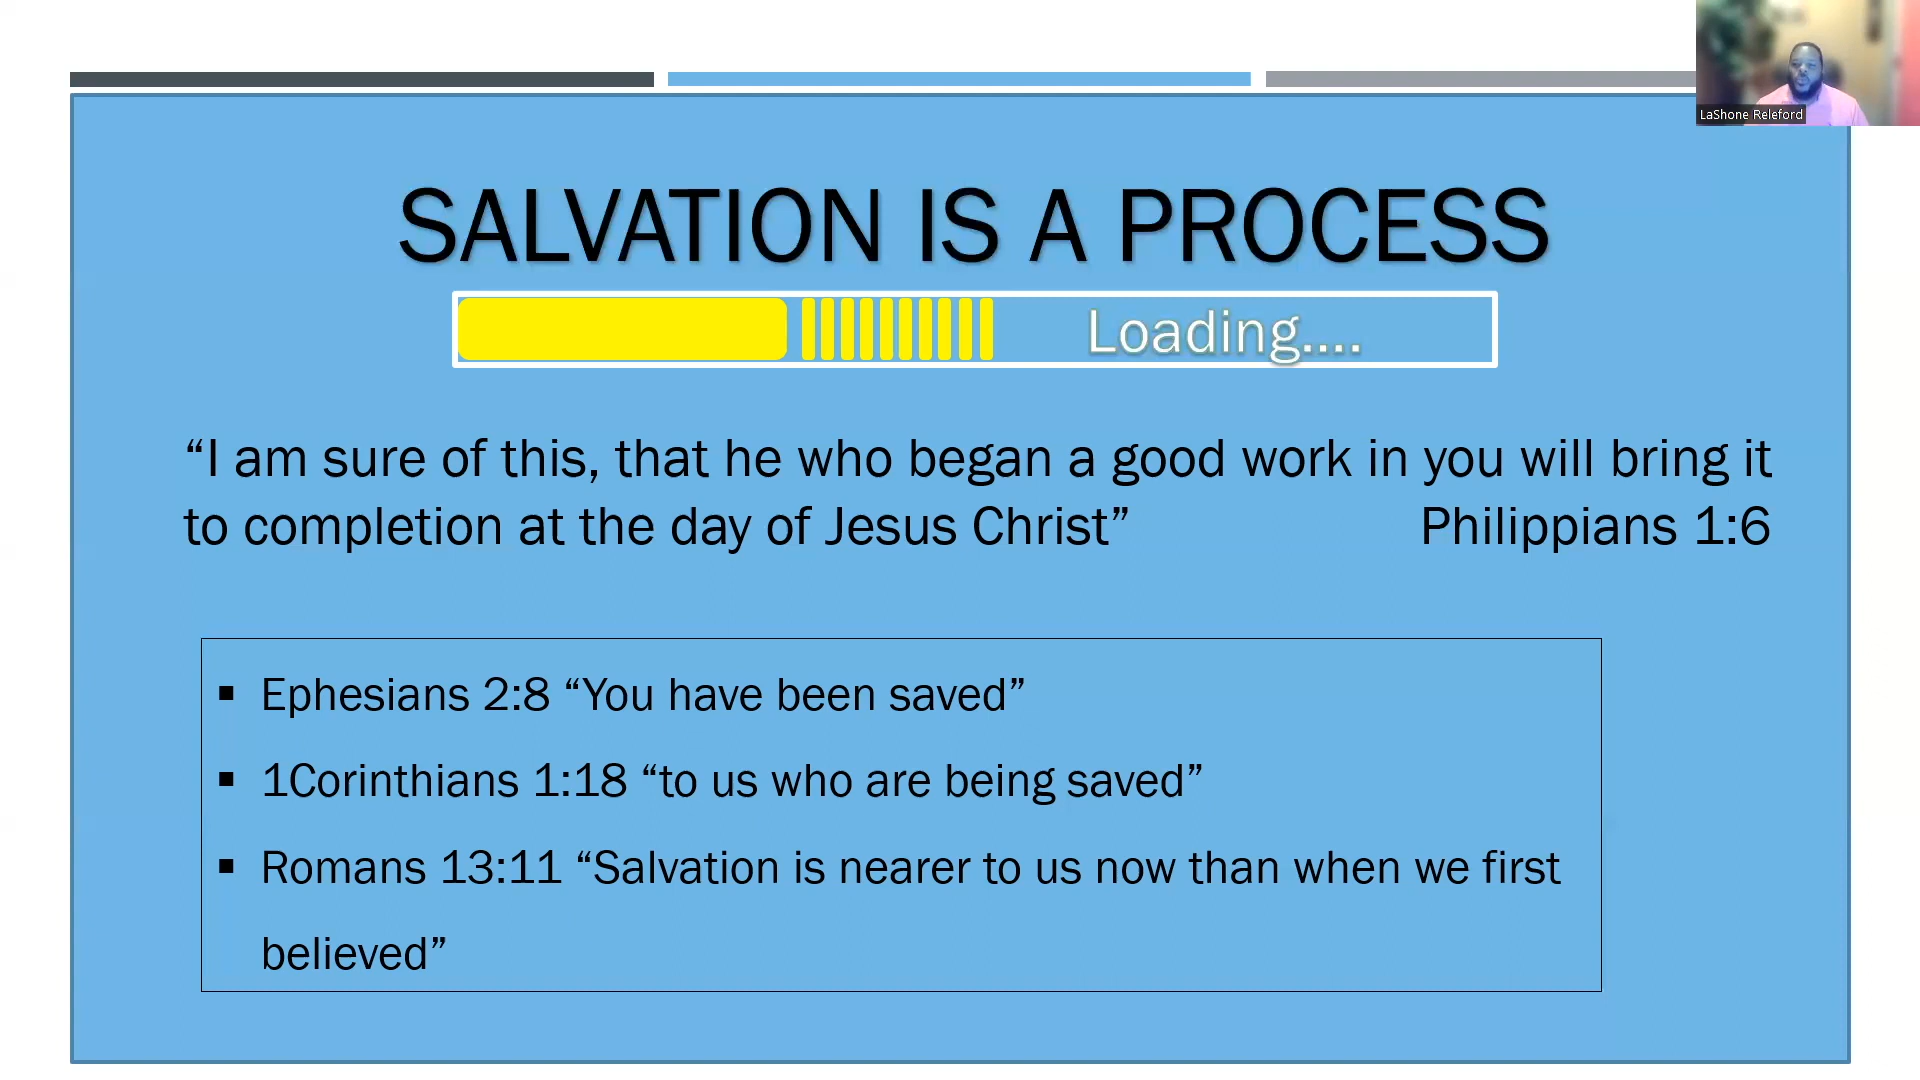 LaShone Releford
SALVATION IS A PROCESS
Loading....
“I am sure of this, that he who began a good work in you will bring it
to completion at the day of Jesus Christ” Philippians 1:6
▪ Ephesians 2:8 “You have been saved”
▪ 1Corinthians 1:18 “to us who are being saved”
▪ Romans 13:11 “Salvation is nearer to us now than when we first
believed”